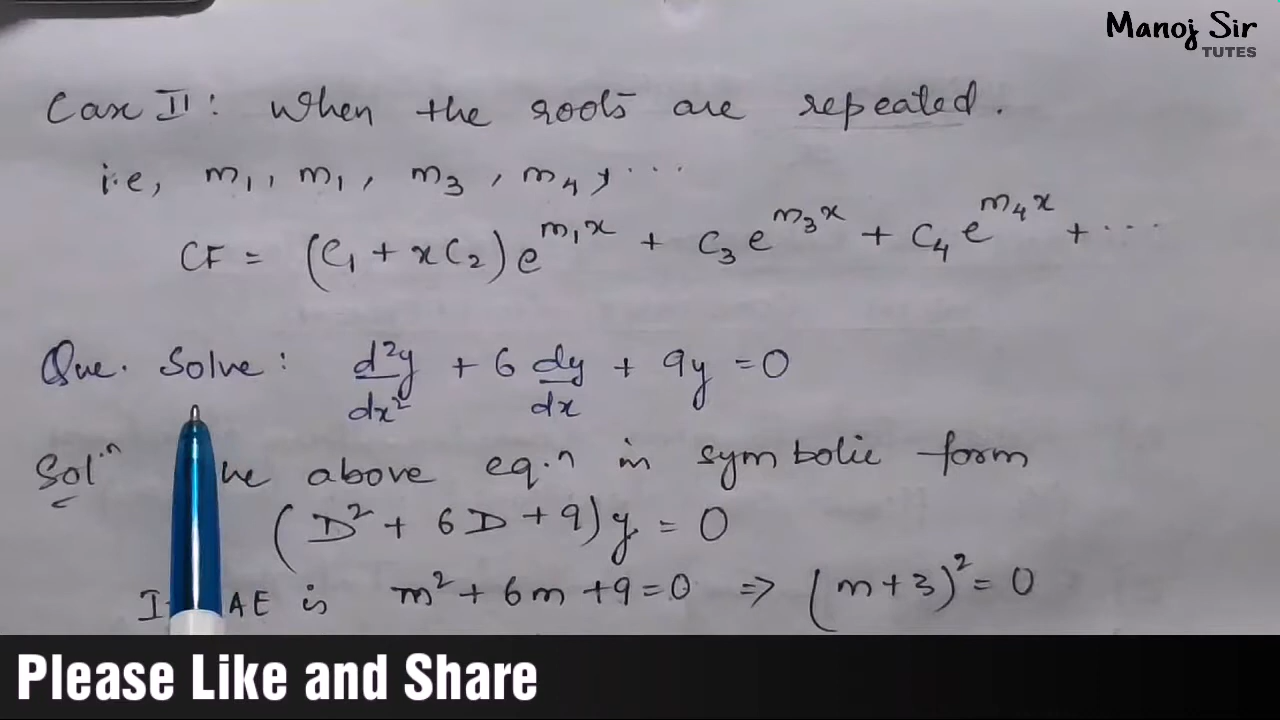 Manoj Sir
TUTES
Case II : When the roots are repeated.
i.e, m₁, m₁, m₃, m₄, ...
CF = (C₁ + xC₂)e^{m₁x} + C₃e^{m₃x} + C₄e^{m₄x} + ...
Que. Solve : d²y/dx² + 6 dy/dx + 9y = 0
Sol.ⁿ above eq.ⁿ in symbolic form
(D² + 6D + 9)y = 0
AE is m² + 6m + 9 = 0 ⇒ (m + 3)² = 0
Please Like and Share